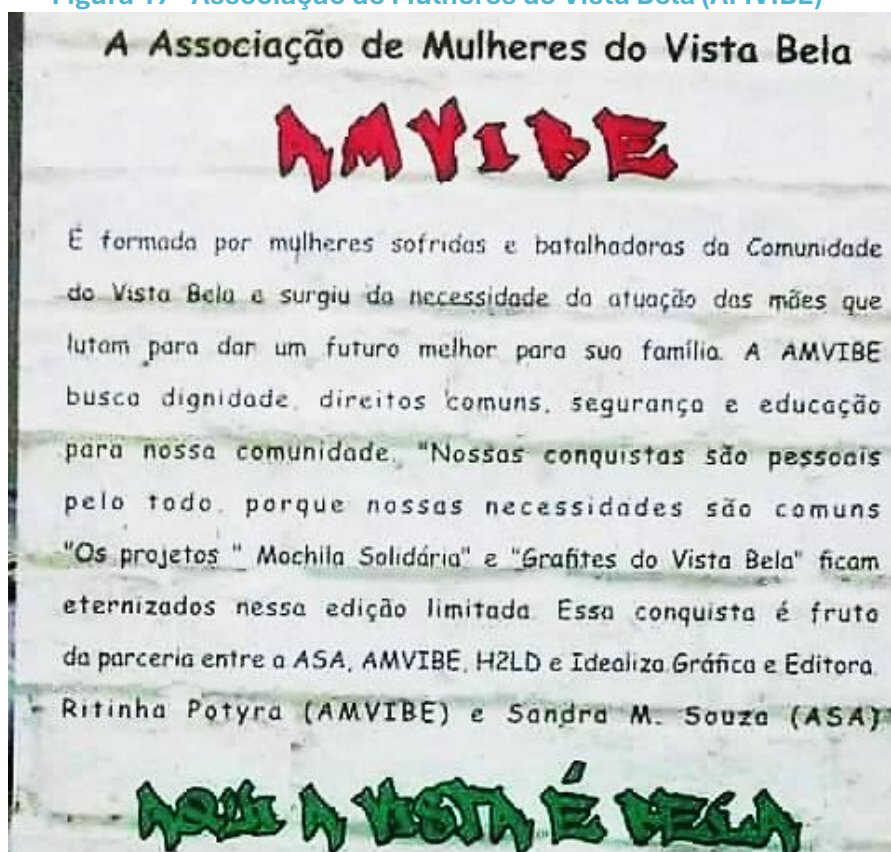 Figura 17 - Associação de Mulheres do Vista Bela (AMVIBE)
A Associação de Mulheres do Vista Bela
AMVIBE
É formada por mulheres sofridas e batalhadoras da Comunidade
do Vista Bela e surgiu da necessidade da atuação das mães que
lutam para dar um futuro melhor para sua família. A AMVIBE
busca dignidade, direitos comuns, segurança e educação
para nossa comunidade. "Nossas conquistas são pessoais
pelo todo, porque nossas necessidades são comuns
"Os projetos " Mochila Solidária" e "Grafites do Vista Bela" ficam
eternizados nessa edição limitada. Essa conquista é fruto
da parceria entre a ASA, AMVIBE, H2LD e Idealiza Gráfica e Editora.
Ritinha Potyra (AMVIBE) e Sandra M. Souza (ASA)
AQUI A VISTA É BELA